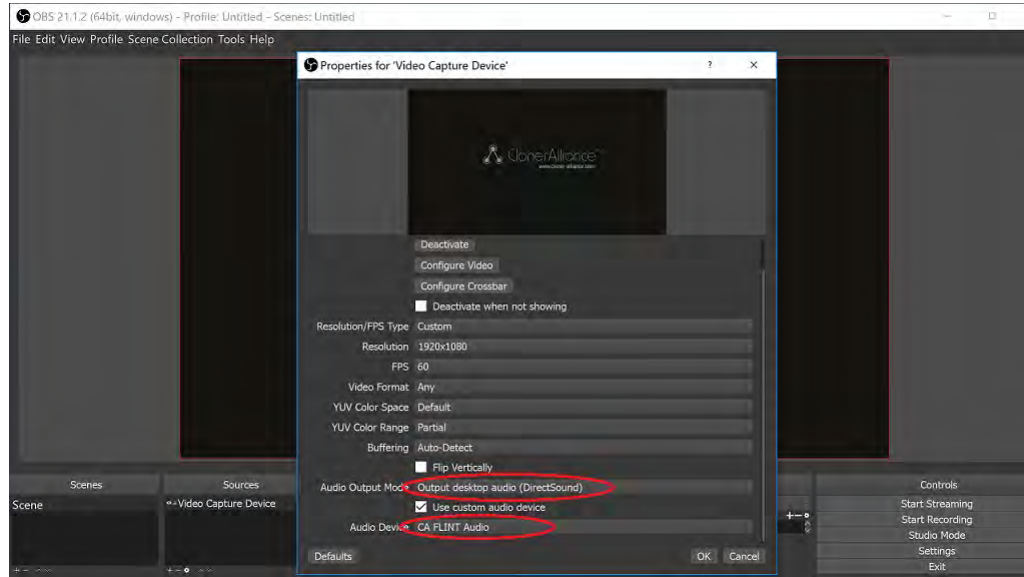 OBS 21.1.2 (64bit, windows) - Profile: Untitled - Scenes: Untitled
File Edit View Profile Scene Collection Tools Help
Properties for 'Video Capture Device'
ClonerAlliance
www.cloner-alliance.com
Deactivate
Configure Video
Configure Crossbar
Deactivate when not showing
Resolution/FPS Type Custom
Resolution 1920x1080
FPS 60
Video Format Any
YUV Color Space Default
YUV Color Range Partial
Buffering Auto-Detect
Flip Vertically
Audio Output Mode Output desktop audio (DirectSound)
Use custom audio device
Audio Device CA FLINT Audio
Defaults OK Cancel
Scenes
Scene
Sources
Video Capture Device
Controls
Start Streaming
Start Recording
Studio Mode
Settings
Exit